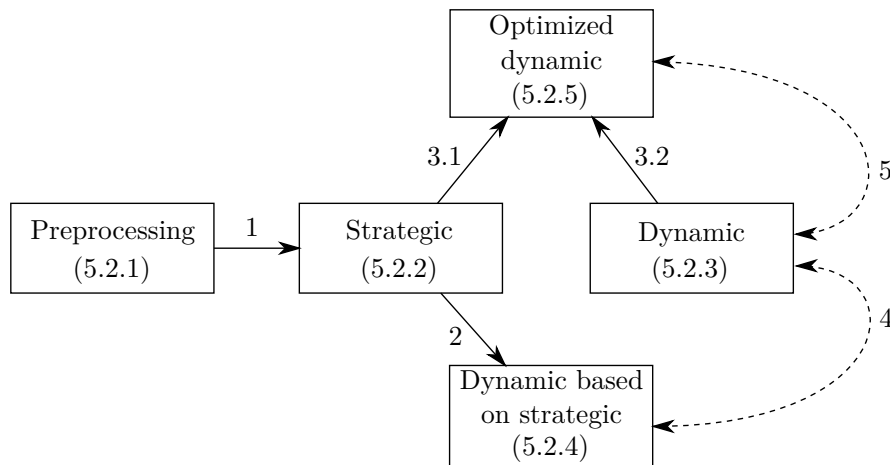 Optimized
dynamic
(5.2.5)
3.1
3.2
5
Preprocessing
(5.2.1)
1
Strategic
(5.2.2)
Dynamic
(5.2.3)
2
4
Dynamic based
on strategic
(5.2.4)